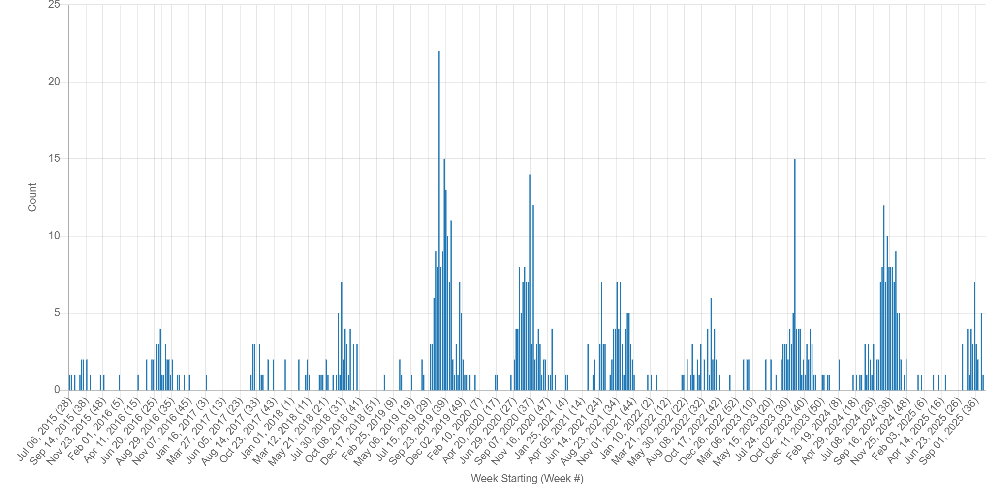 25
20
15
10
5
0
Count
Jul 06, 2015 (28)
Sep 14, 2015 (38)
Nov 23, 2015 (48)
Feb 01, 2016 (5)
Apr 11, 2016 (15)
Jun 20, 2016 (25)
Aug 29, 2016 (35)
Nov 07, 2016 (45)
Jan 16, 2017 (3)
Mar 27, 2017 (13)
Jun 05, 2017 (23)
Aug 14, 2017 (33)
Oct 23, 2017 (43)
Jan 01, 2018 (1)
Mar 12, 2018 (11)
May 21, 2018 (21)
Jul 30, 2018 (31)
Oct 08, 2018 (41)
Dec 17, 2018 (51)
Feb 25, 2019 (9)
May 06, 2019 (19)
Jul 15, 2019 (29)
Sep 23, 2019 (39)
Dec 02, 2019 (49)
Feb 10, 2020 (7)
Apr 20, 2020 (17)
Jun 29, 2020 (27)
Sep 07, 2020 (37)
Nov 16, 2020 (47)
Jan 25, 2021 (4)
Apr 05, 2021 (14)
Jun 14, 2021 (24)
Aug 23, 2021 (34)
Nov 01, 2021 (44)
Jan 10, 2022 (2)
Mar 21, 2022 (12)
May 30, 2022 (22)
Aug 08, 2022 (32)
Oct 17, 2022 (42)
Dec 26, 2022 (52)
Mar 06, 2023 (10)
May 15, 2023 (20)
Jul 24, 2023 (30)
Oct 02, 2023 (40)
Dec 11, 2023 (50)
Feb 19, 2024 (8)
Apr 29, 2024 (18)
Jul 08, 2024 (28)
Sep 16, 2024 (38)
Nov 25, 2024 (48)
Feb 03, 2025 (6)
Apr 14, 2025 (16)
Jun 23, 2025 (26)
Sep 01, 2025 (36)
Week Starting (Week #)